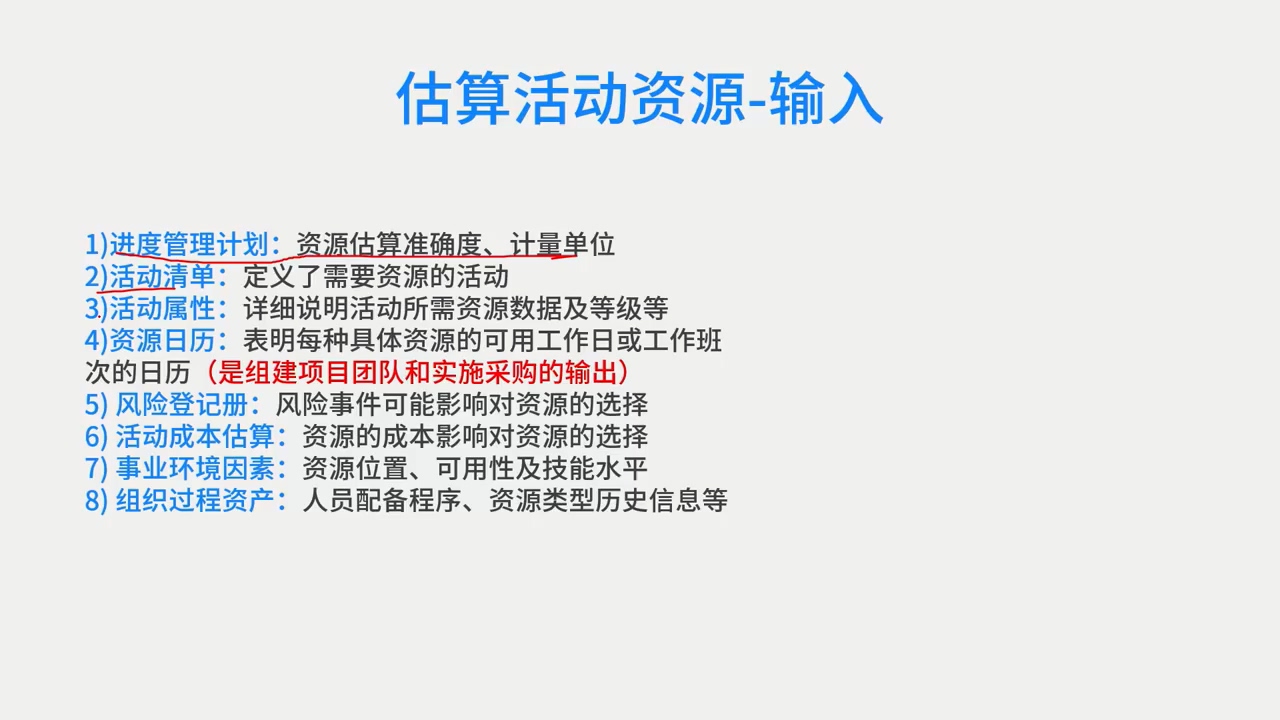 估算活动资源-输入
1)进度管理计划：资源估算准确度、计量单位
2)活动清单：定义了需要资源的活动
3)活动属性：详细说明活动所需资源数据及等级等
4)资源日历：表明每种具体资源的可用工作日或工作班
次的日历（是组建项目团队和实施采购的输出）
5) 风险登记册：风险事件可能影响对资源的选择
6) 活动成本估算：资源的成本影响对资源的选择
7) 事业环境因素：资源位置、可用性及技能水平
8) 组织过程资产：人员配备程序、资源类型历史信息等